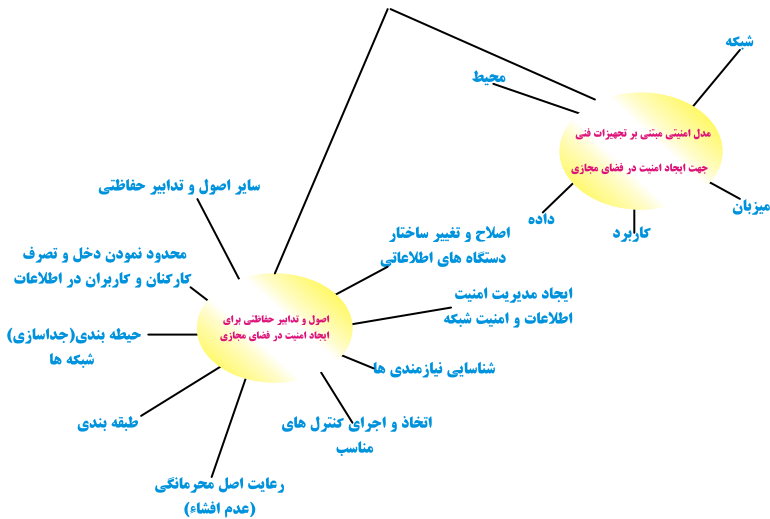 شبکه
محیط
مدل امنیتی مبتنی بر تجهیزات فنی
جهت ایجاد امنیت در فضای مجازی
میزبان
کاربرد
داده
سایر اصول و تدابیر حفاظتی
اصلاح و تغییر ساختار
دستگاه های اطلاعاتی
محدود نمودن دخل و تصرف
کارکنان و کاربران در اطلاعات
ایجاد مدیریت امنیت
اطلاعات و امنیت شبکه
اصول و تدابیر حفاظتی برای
ایجاد امنیت در فضای مجازی
حیطه بندی(جداسازی)
شبکه ها
شناسایی نیازمندی ها
طبقه بندی
اتخاذ و اجرای کنترل های
مناسب
رعایت اصل محرمانگی
(عدم افشاء)